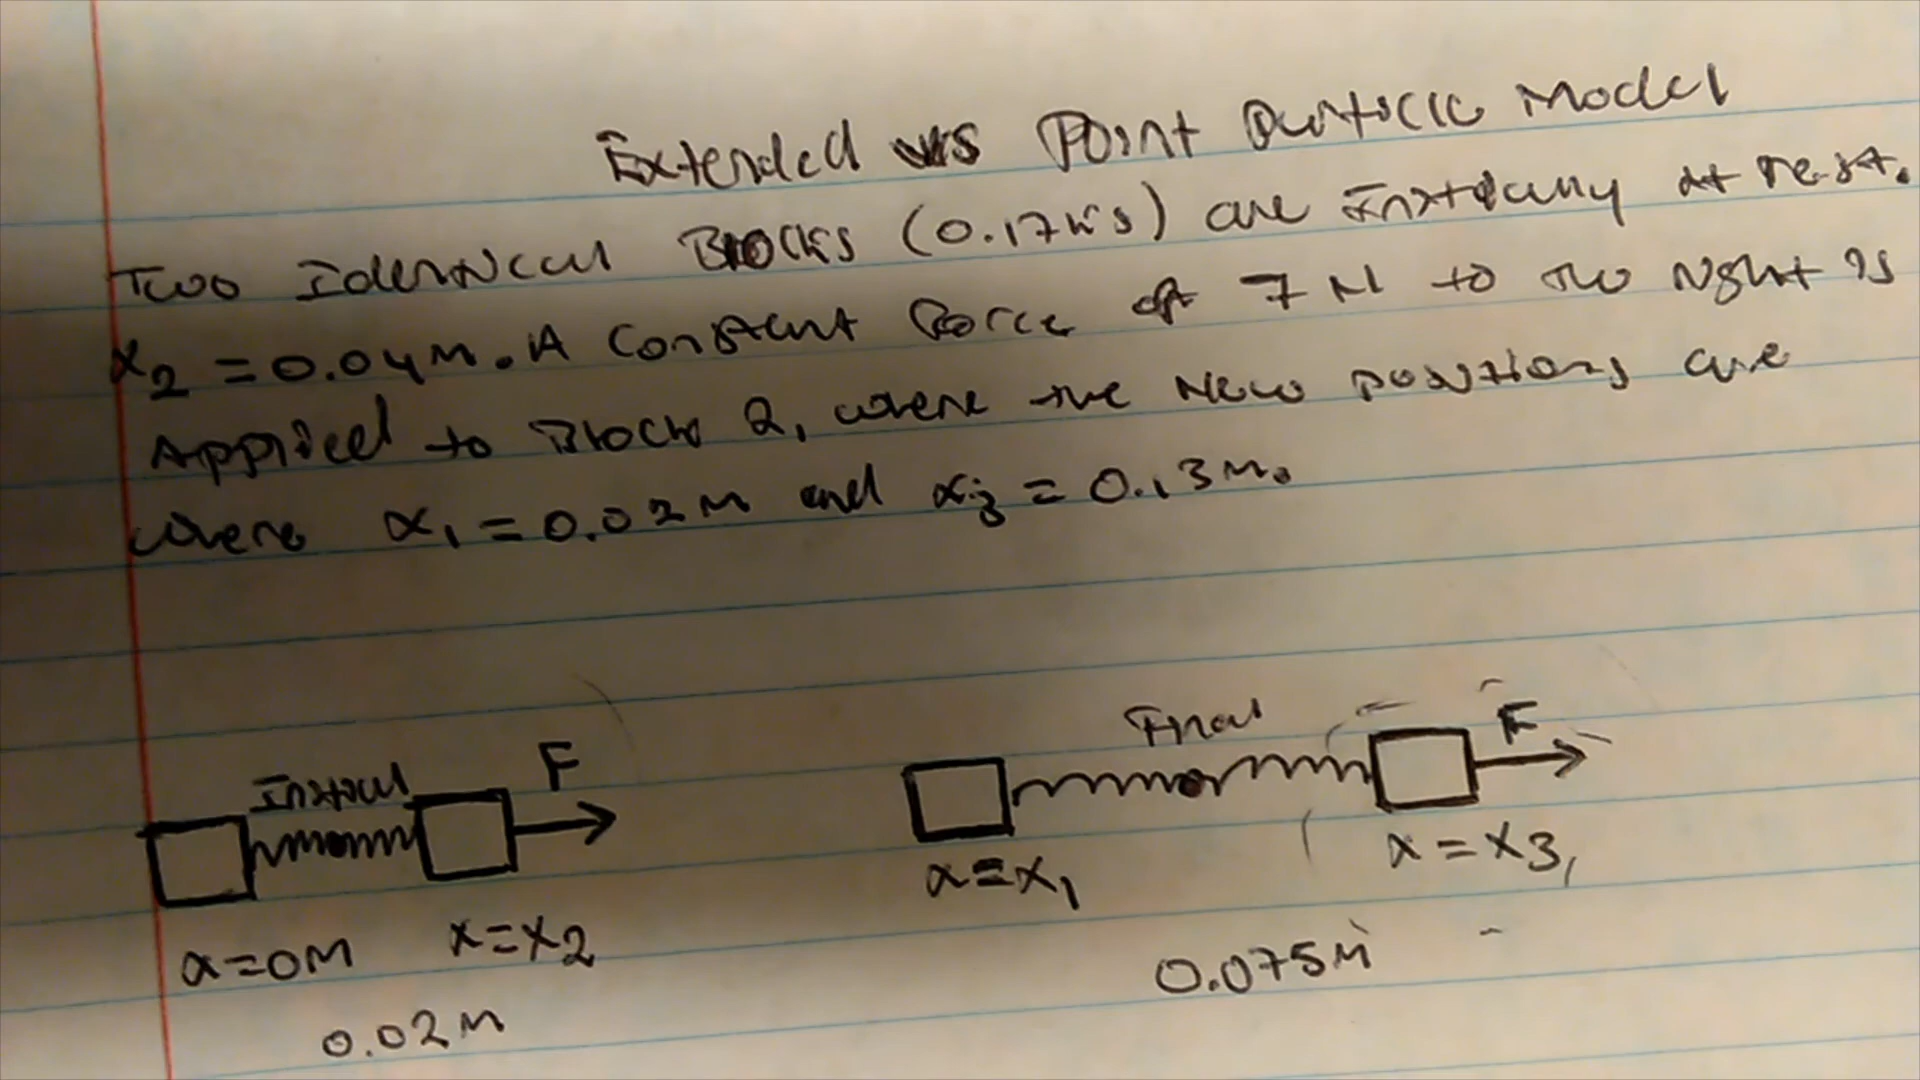 Extended vs Point Particle Model
Two Identical Blocks (0.17kg) are Initially at rest.
x2 = 0.04m. A constant Force of 7 N to the right is
Applied to Block 2, where the new positions are
where x1 = 0.02m and x3 = 0.13m.
Initial
F
Final
F
x=0M
x=x2
x=x1
x=x3
0.02M
0.075M